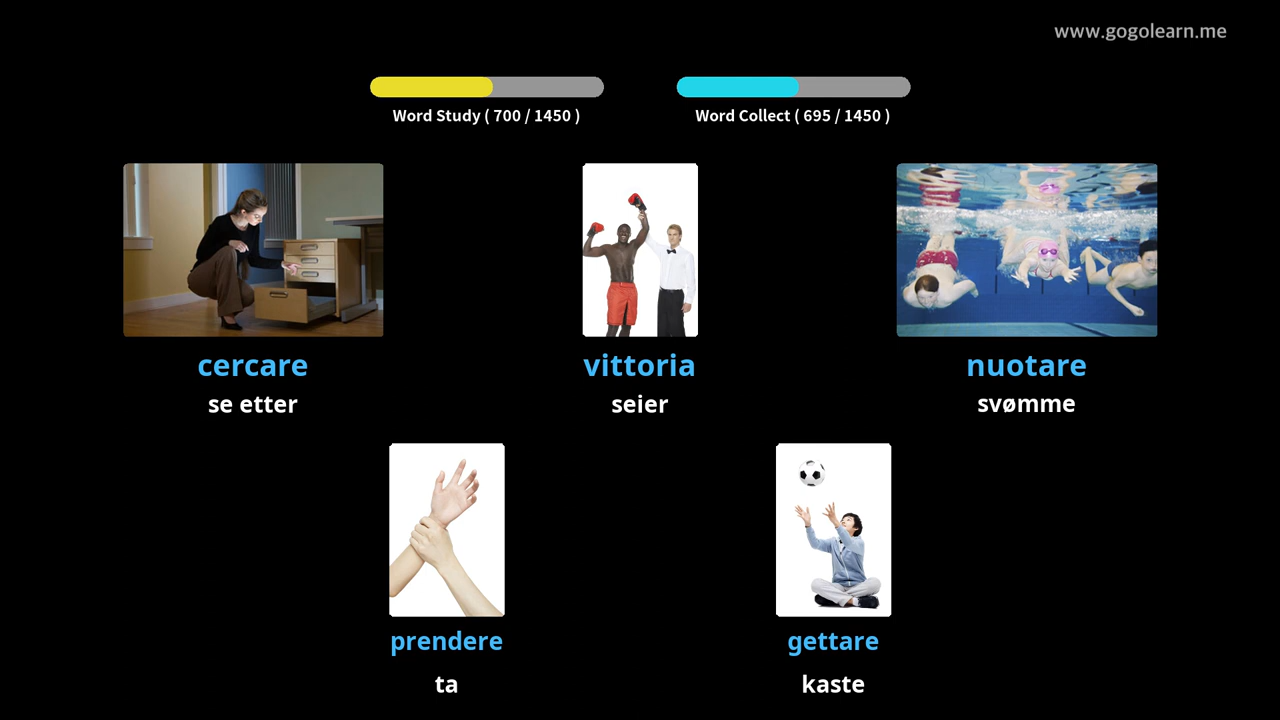 www.gogolearn.me
Word Study ( 700 / 1450 )
Word Collect ( 695 / 1450 )
cercare
se etter
vittoria
seier
nuotare
svømme
prendere
ta
gettare
kaste